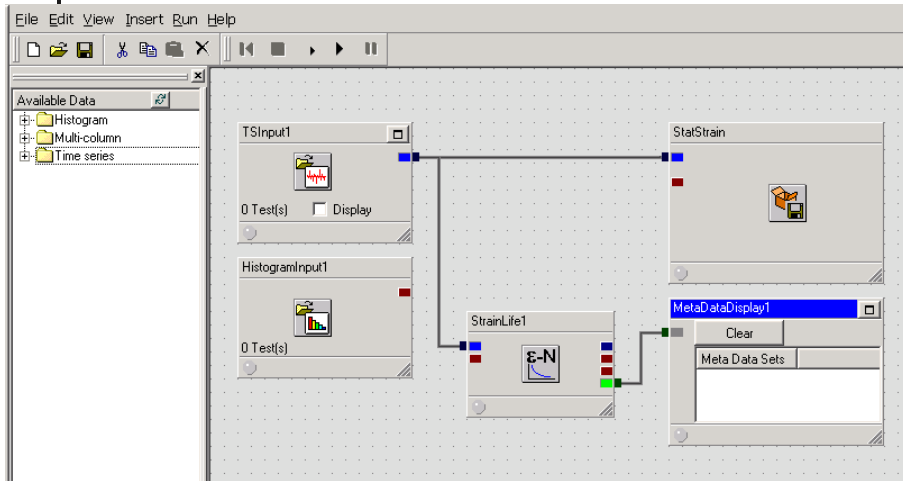 File Edit View Insert Run Help
Available Data
Histogram
Multi-column
Time series
TSInput1
0 Test(s) Display
HistogramInput1
0 Test(s)
StrainLife1
ε-N
StatStrain
MetaDataDisplay1
Clear
Meta Data Sets